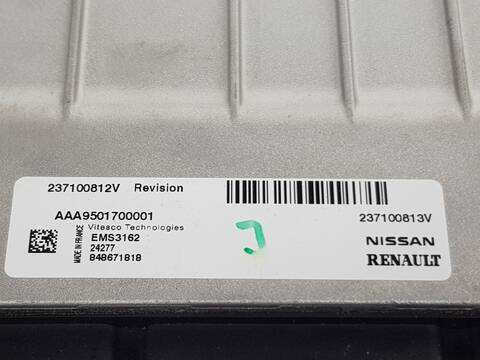 237100812V Revision
AAA9501700001
Vitesco Technologies
EMS3162
24277
848671818
MADE IN FRANCE
237100813V
NISSAN
RENAULT